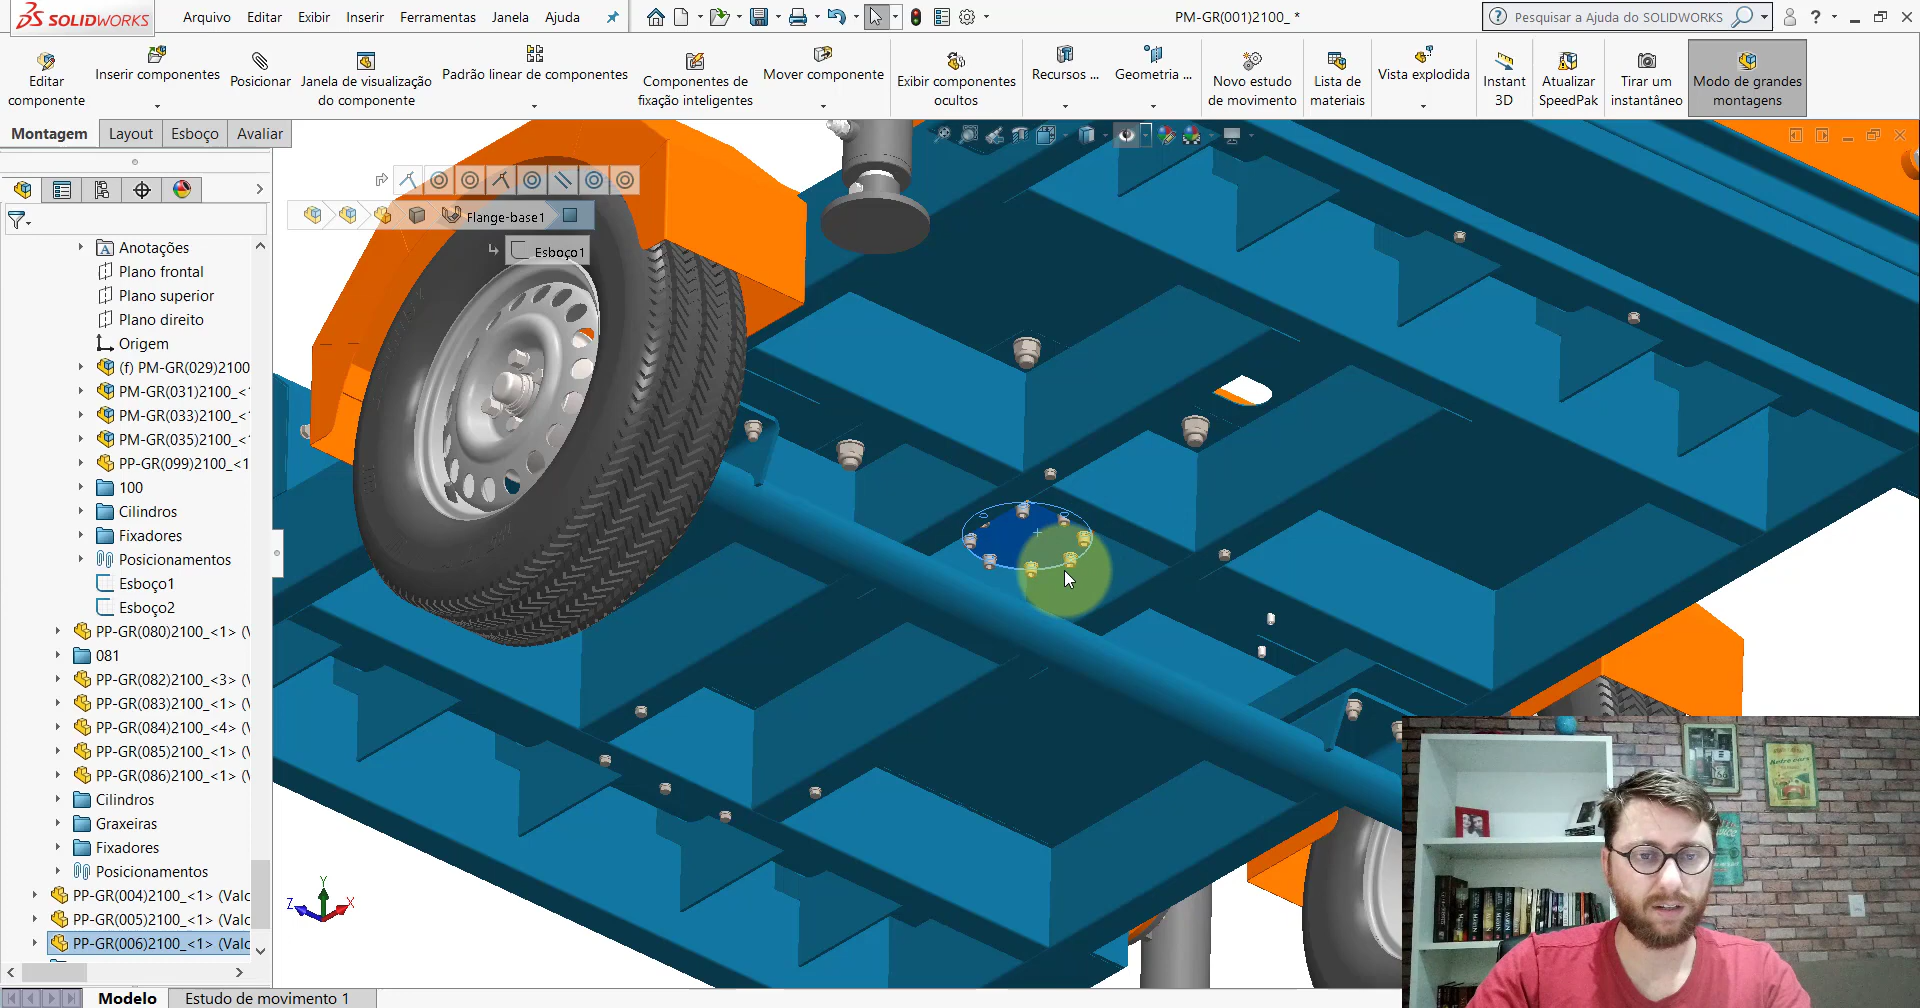 SOLIDWORKS
Arquivo
Editar
Exibir
Inserir
Ferramentas
Janela
Ajuda
PM-GR(001)2100_ *
Pesquisar a Ajuda do SOLIDWORKS
Editar
componente
Inserir componentes
Posicionar
Janela de visualização
do componente
Padrão linear de componentes
Componentes de
fixação inteligentes
Mover componente
Exibir componentes
ocultos
Recursos ...
Geometria ...
Novo estudo
de movimento
Lista de
materiais
Vista explodida
Instant
3D
Atualizar
SpeedPak
Tirar um
instantâneo
Modo de grandes
montagens
Montagem
Layout
Esboço
Avaliar
Flange-base1
Esboço1
Anotações
Plano frontal
Plano superior
Plano direito
Origem
(f) PM-GR(029)2100
PM-GR(031)2100_<
PM-GR(033)2100_<
PM-GR(035)2100_<
PP-GR(099)2100_<1
100
Cilindros
Fixadores
Posicionamentos
Esboço1
Esboço2
PP-GR(080)2100_<1> (V
081
PP-GR(082)2100_<3> (V
PP-GR(083)2100_<1> (V
PP-GR(084)2100_<4> (V
PP-GR(085)2100_<1> (V
PP-GR(086)2100_<1> (V
Cilindros
Graxeiras
Fixadores
Posicionamentos
PP-GR(004)2100_<1> (Valc
PP-GR(005)2100_<1> (Valc
PP-GR(006)2100_<1> (Valc
Y
Z
X
Modelo
Estudo de movimento 1